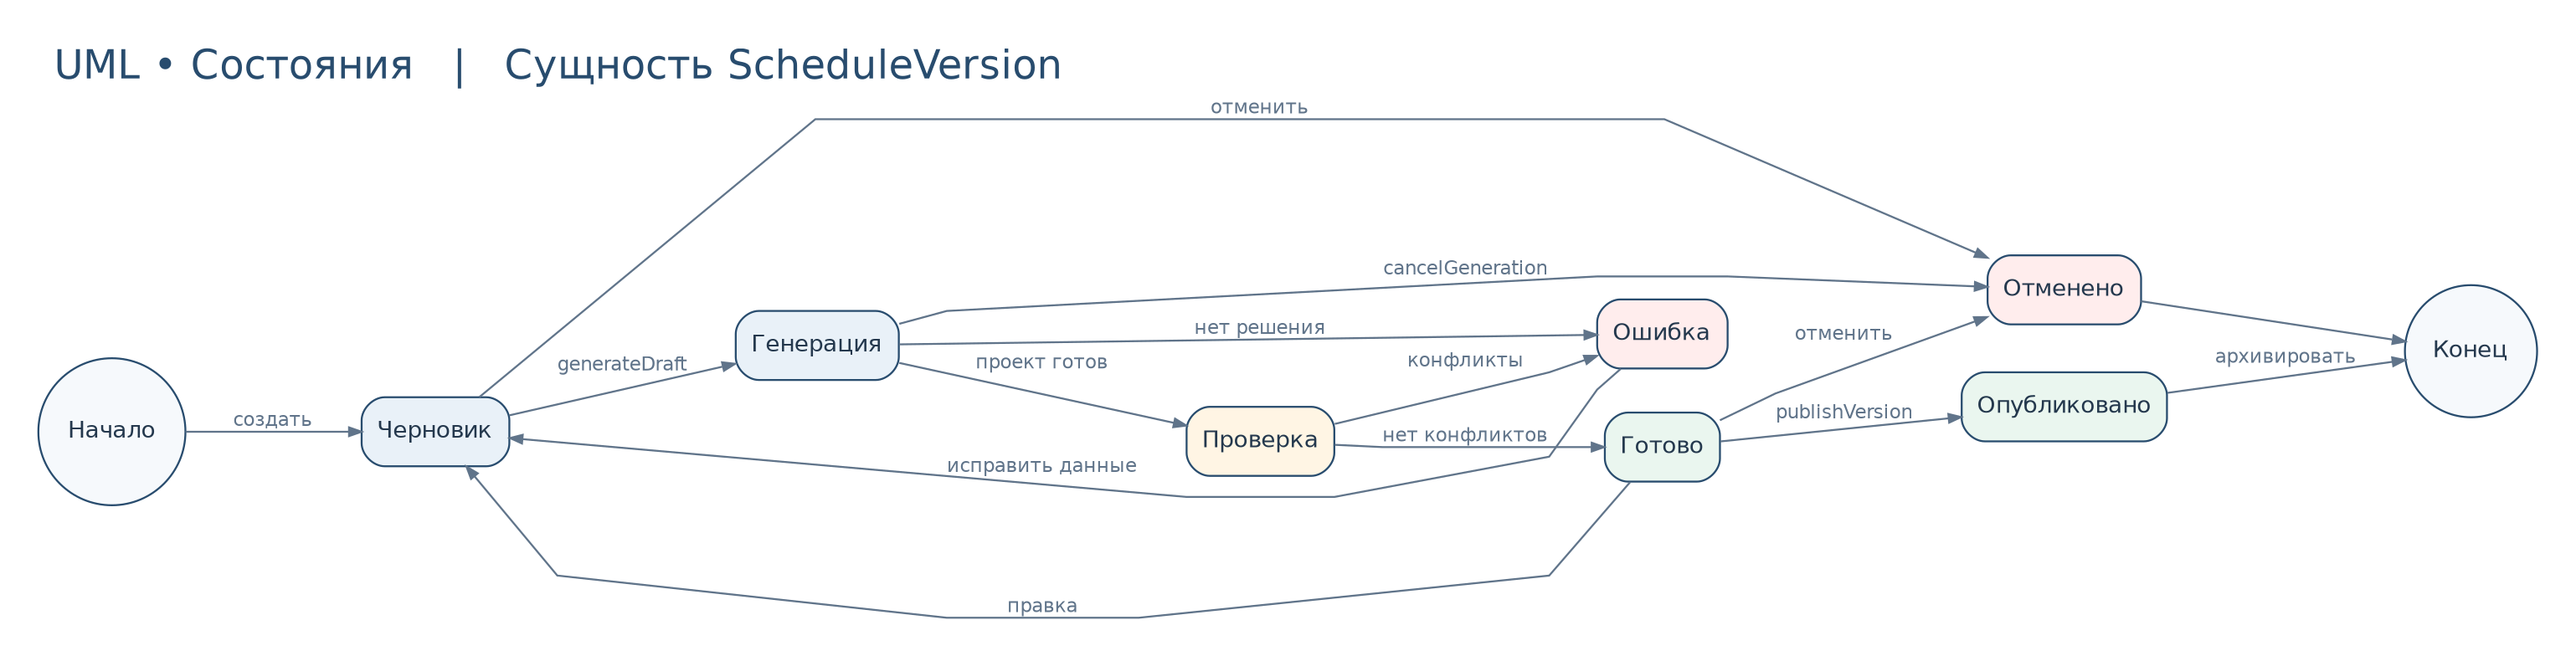 UML • Состояния | Сущность ScheduleVersion
отменить
cancelGeneration
Отменено
нет решения
Ошибка
отменить
Генерация
Конец
generateDraft
проект готов
конфликты
архивировать
создать
publishVersion
Опубликовано
Начало
Черновик
Проверка
нет конфликтов
Готово
исправить данные
правка